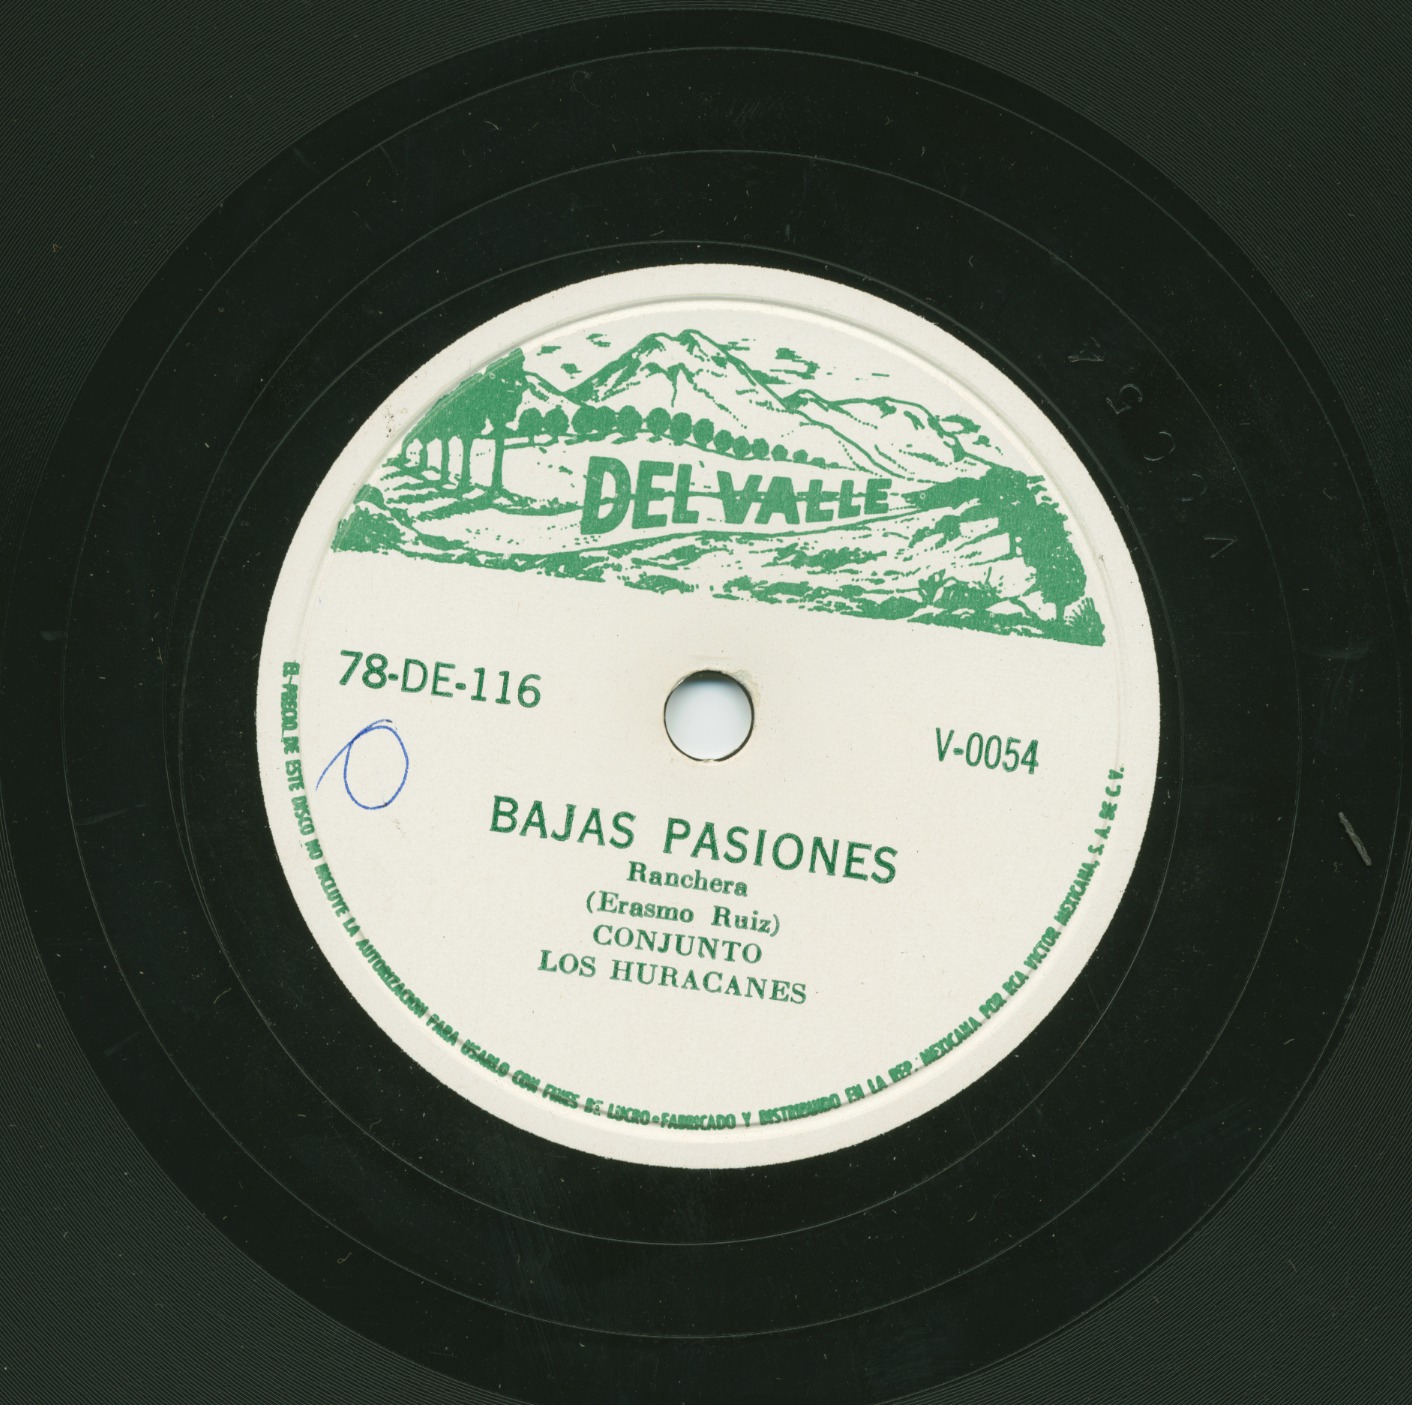 DEL VALLE
78-DE-116
V-0054
BAJAS PASIONES
Ranchera
(Erasmo Ruiz)
CONJUNTO
LOS HURACANES
EL PRECIO DE ESTE DISCO NO INCLUYE LA AUTORIZACION PARA USARLO CON FINES DE LUCRO • FABRICADO Y DISTRIBUIDO EN LA REP. MEXICANA POR RCA VICTOR MEXICANA, S. A. DE C. V.
V0054